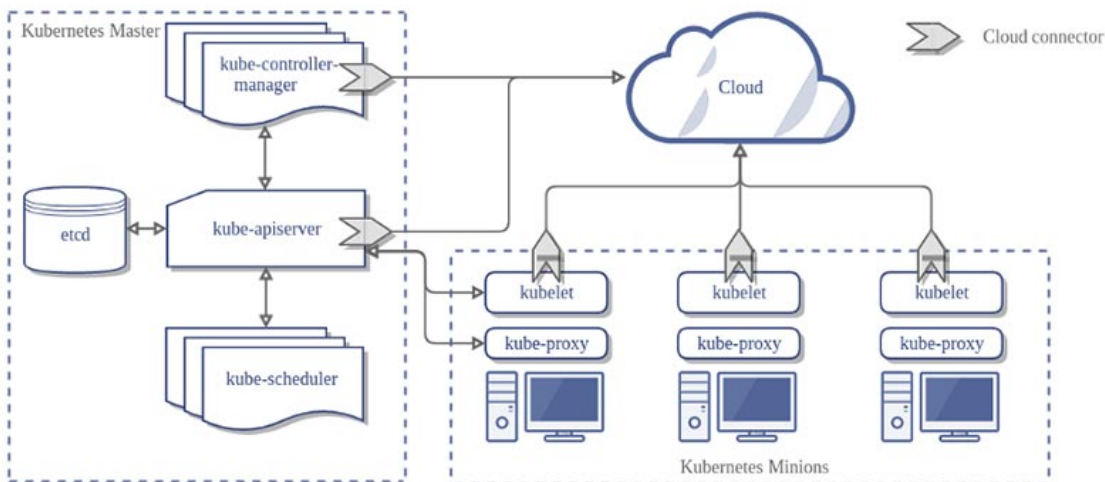 Kubernetes Master
kube-controller-
manager
Cloud
Cloud connector
etcd
kube-apiserver
kubelet
kubelet
kubelet
kube-proxy
kube-proxy
kube-proxy
kube-scheduler
Kubernetes Minions